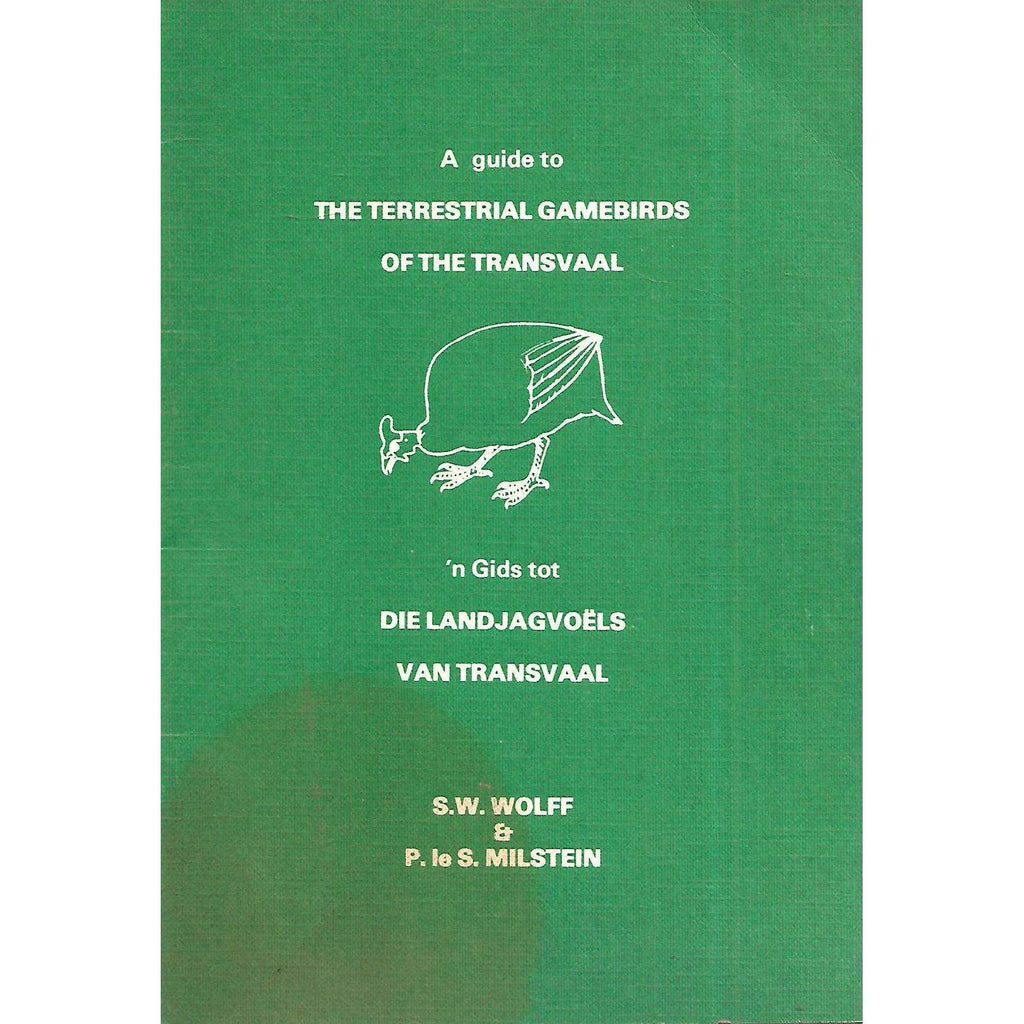 A guide to
THE TERRESTRIAL GAMEBIRDS
OF THE TRANSVAAL
'n Gids tot
DIE LANDJAGVOËLS
VAN TRANSVAAL
S.W. WOLFF
&
P. le S. MILSTEIN